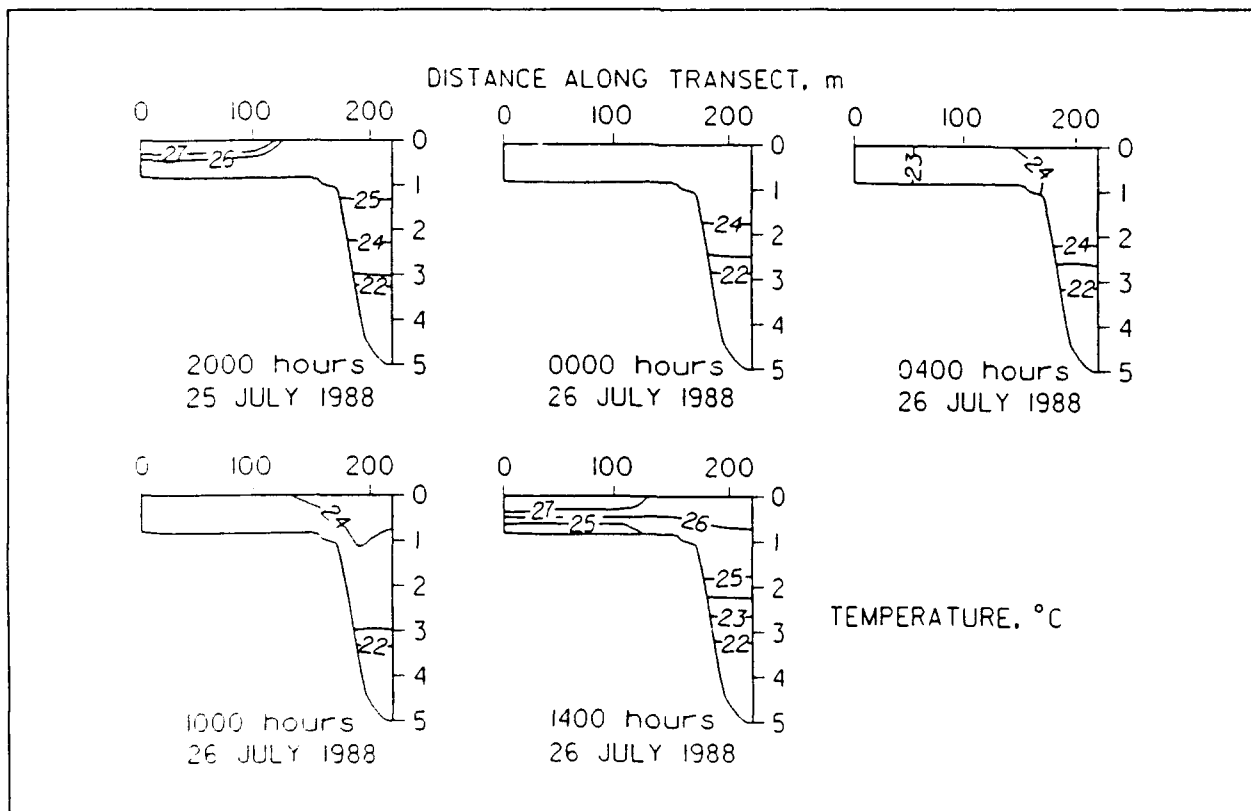 DISTANCE ALONG TRANSECT, m
0 100 200
0 100 200
0 100 200
0
1
2
3
4
5
27
26
25
24
22
2000 hours
25 JULY 1988
0
1
2
3
4
5
24
22
0000 hours
26 JULY 1988
0
1
2
3
4
5
23
24
24
22
0400 hours
26 JULY 1988
0 100 200
0 100 200
0
1
2
3
4
5
24
22
1000 hours
26 JULY 1988
0
1
2
3
4
5
27
25
26
25
23
22
1400 hours
26 JULY 1988
TEMPERATURE, °C